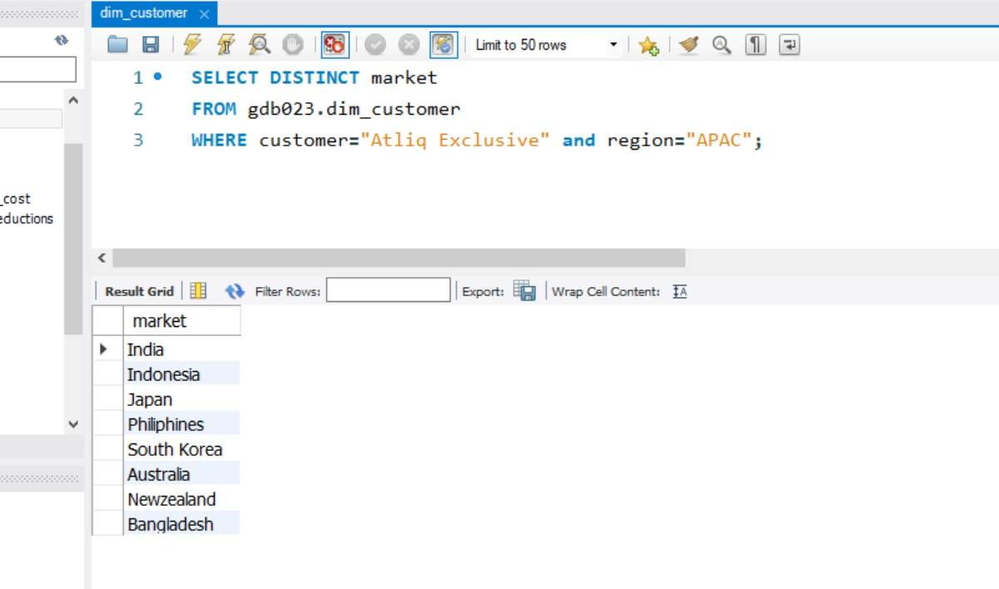 dim_customer
Limit to 50 rows
1 SELECT DISTINCT market
2 FROM gdb023.dim_customer
3 WHERE customer="Atliq Exclusive" and region="APAC";
_cost
eductions
Result Grid Filter Rows: Export: Wrap Cell Content:
market
India
Indonesia
Japan
Philiphines
South Korea
Australia
Newzealand
Bangladesh